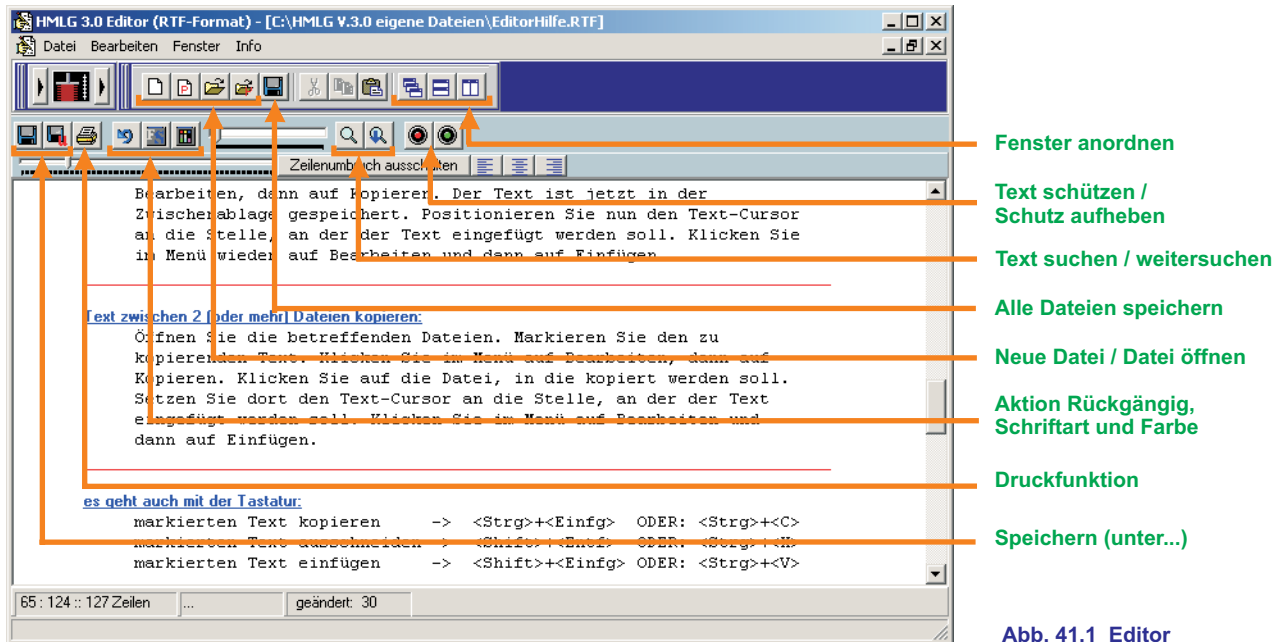 HMLG 3.0 Editor (RTF-Format) - [C:\HMLG V.3.0 eigene Dateien\EditorHilfe.RTF]
Datei Bearbeiten Fenster Info
Zeilenumbruch ausschalten
Bearbeiten, dann auf Kopieren. Der Text ist jetzt in der
Zwischenablage gespeichert. Positionieren Sie nun den Text-Cursor
an die Stelle, an der der Text eingefügt werden soll. Klicken Sie
im Menü wieder auf Bearbeiten und dann auf Einfügen
Text zwischen 2 (oder mehr) Dateien kopieren:
Öffnen Sie die betreffenden Dateien. Markieren Sie den zu
kopierenden Text. Klicken Sie im Menü auf Bearbeiten, dann auf
Kopieren. Klicken Sie auf die Datei, in die kopiert werden soll.
Setzen Sie dort den Text-Cursor an die Stelle, an der der Text
eingefügt werden soll. Klicken Sie im Menü auf Bearbeiten und
dann auf Einfügen.
es geht auch mit der Tastatur:
markierten Text kopieren -> <Strg>+<Einfg> ODER: <Strg>+<C>
markierten Text ausschneiden -> <Shift>+<Entf> ODER: <Strg>+<X>
markierten Text einfügen -> <Shift>+<Einfg> ODER: <Strg>+<V>
65 : 124 :: 127 Zeilen ... geändert: 30
Fenster anordnen
Text schützen /
Schutz aufheben
Text suchen / weitersuchen
Alle Dateien speichern
Neue Datei / Datei öffnen
Aktion Rückgängig,
Schriftart und Farbe
Druckfunktion
Speichern (unter...)
Abb. 41.1 Editor